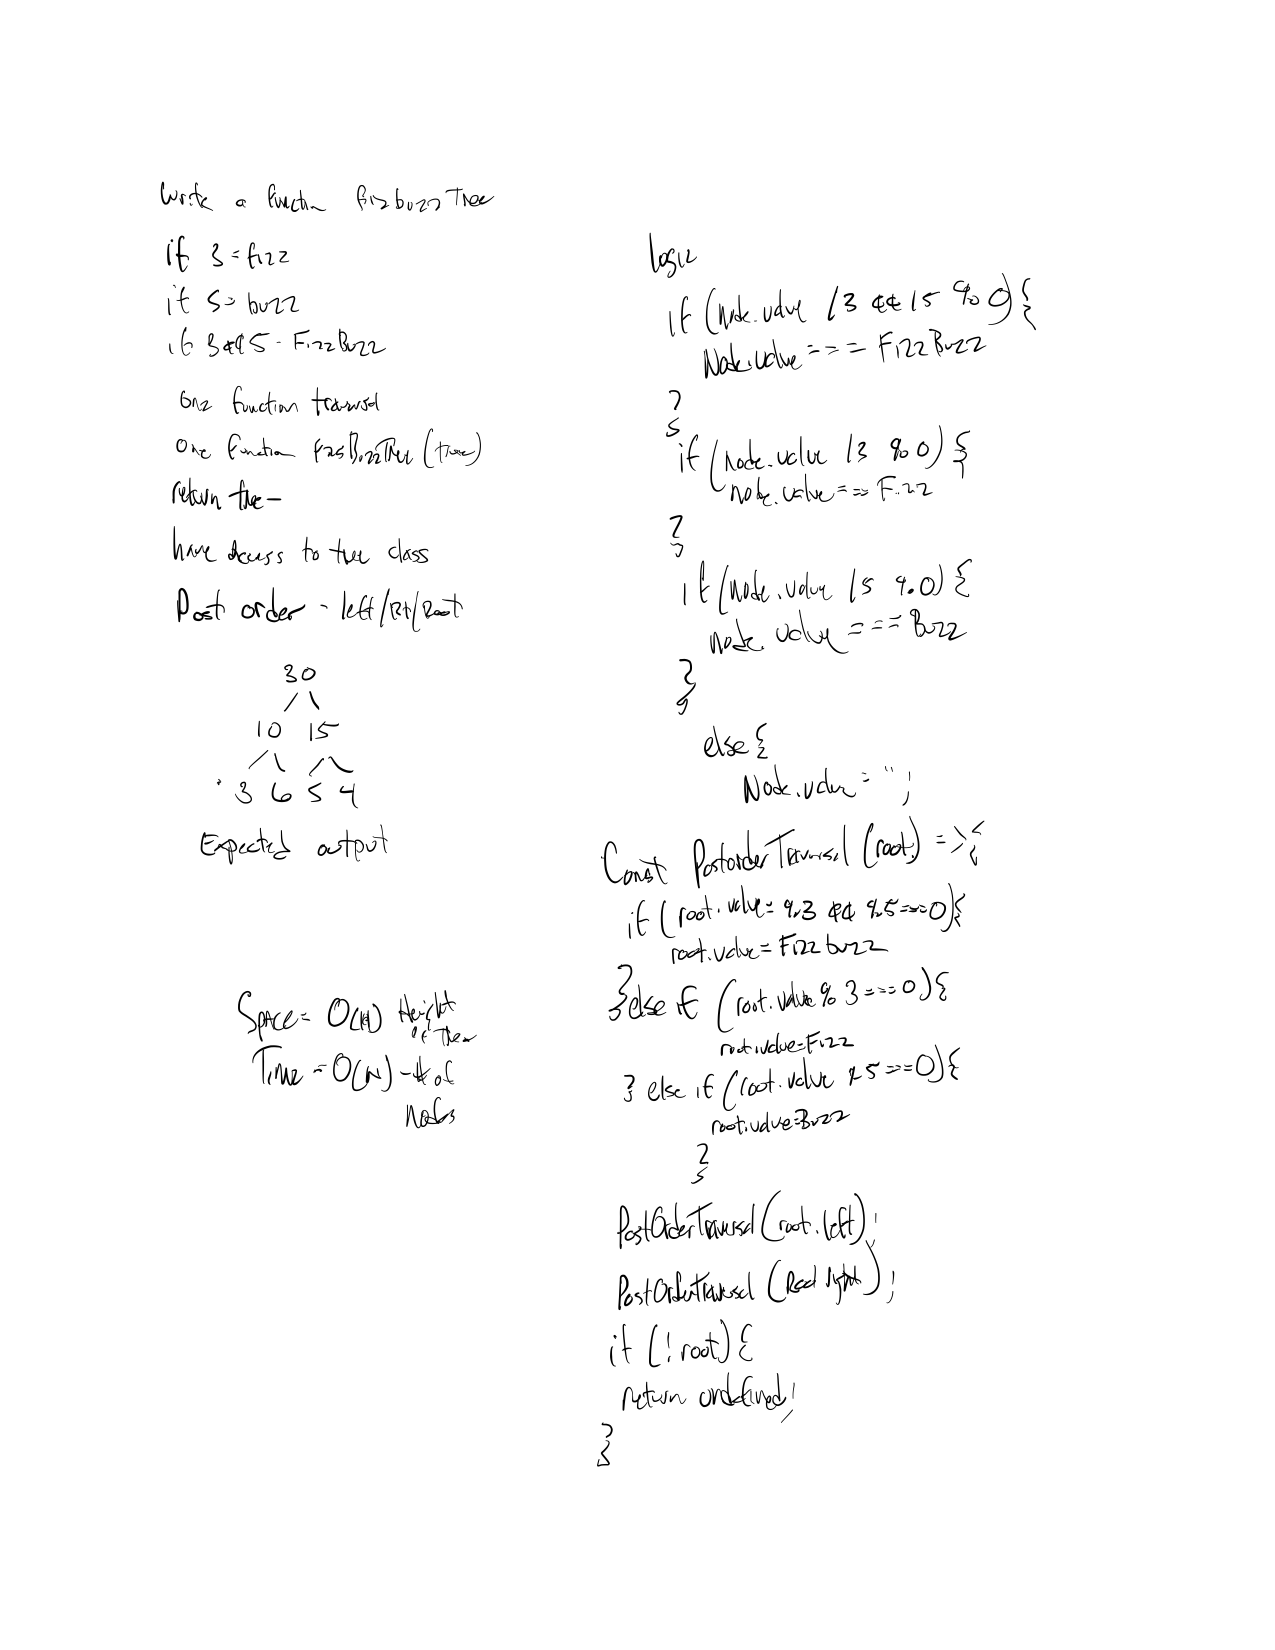 Write a function fizzbuzz Tree
if 3 = fizz
if 5 = buzz
if 3 && 5 - FizzBuzz
one function traversal
One function FizzBuzzTree (tree)
return tree -
have access to tree class
Post order - left/Rt/Root
30
10 15
3 6 5 4
Expected output
Space = O(H) Height
of Tree
Time = O(N) - # of
nodes
logic
if (node.value /3 && /5 % 0) {
Node.value === FizzBuzz
}
if (node.value /3 % 0) {
node.value === Fizz
}
if (node.value /5 % 0) {
node.value === Buzz
}
else {
Node.value = '';
Const PostorderTraversal (root) => {
if (root.value = %3 && %5 === 0) {
root.value = Fizzbuzz
} else if (root.value % 3 === 0) {
root.value = Fizz
} else if (root.value % 5 === 0) {
root.value = Buzz
}
PostOrderTraversal (root.left);
PostOrderTraversal (Root right);
if (!root) {
return undefined;
}